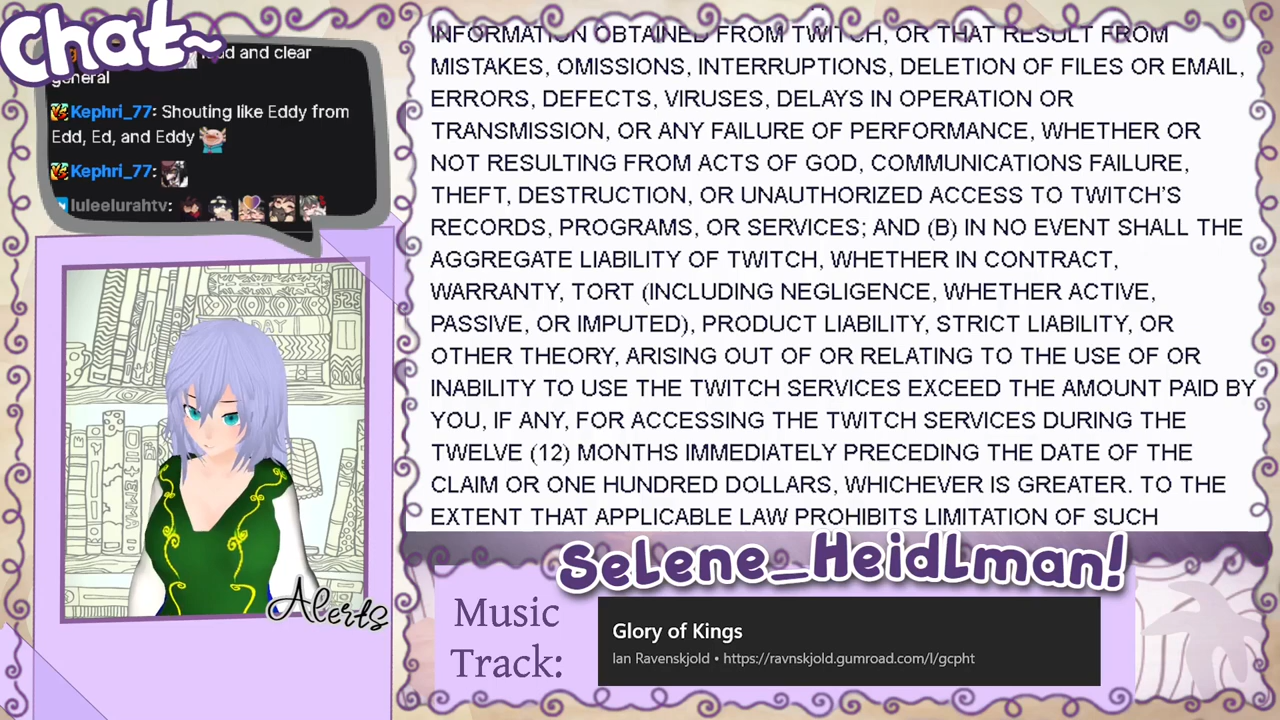 Chat~
and clear
general
Kephri_77: Shouting like Eddy from
Edd, Ed, and Eddy
Kephri_77:
luleelurahtv:
DAY
525
Alerts
INFORMATION OBTAINED FROM TWITCH, OR THAT RESULT FROM
MISTAKES, OMISSIONS, INTERRUPTIONS, DELETION OF FILES OR EMAIL,
ERRORS, DEFECTS, VIRUSES, DELAYS IN OPERATION OR
TRANSMISSION, OR ANY FAILURE OF PERFORMANCE, WHETHER OR
NOT RESULTING FROM ACTS OF GOD, COMMUNICATIONS FAILURE,
THEFT, DESTRUCTION, OR UNAUTHORIZED ACCESS TO TWITCH'S
RECORDS, PROGRAMS, OR SERVICES; AND (B) IN NO EVENT SHALL THE
AGGREGATE LIABILITY OF TWITCH, WHETHER IN CONTRACT,
WARRANTY, TORT (INCLUDING NEGLIGENCE, WHETHER ACTIVE,
PASSIVE, OR IMPUTED), PRODUCT LIABILITY, STRICT LIABILITY, OR
OTHER THEORY, ARISING OUT OF OR RELATING TO THE USE OF OR
INABILITY TO USE THE TWITCH SERVICES EXCEED THE AMOUNT PAID BY
YOU, IF ANY, FOR ACCESSING THE TWITCH SERVICES DURING THE
TWELVE (12) MONTHS IMMEDIATELY PRECEDING THE DATE OF THE
CLAIM OR ONE HUNDRED DOLLARS, WHICHEVER IS GREATER. TO THE
EXTENT THAT APPLICABLE LAW PROHIBITS LIMITATION OF SUCH
Selene_Heidlman!
Music
Track:
Glory of Kings
Ian Ravenskjold • https://ravnskjold.gumroad.com/l/gcpht